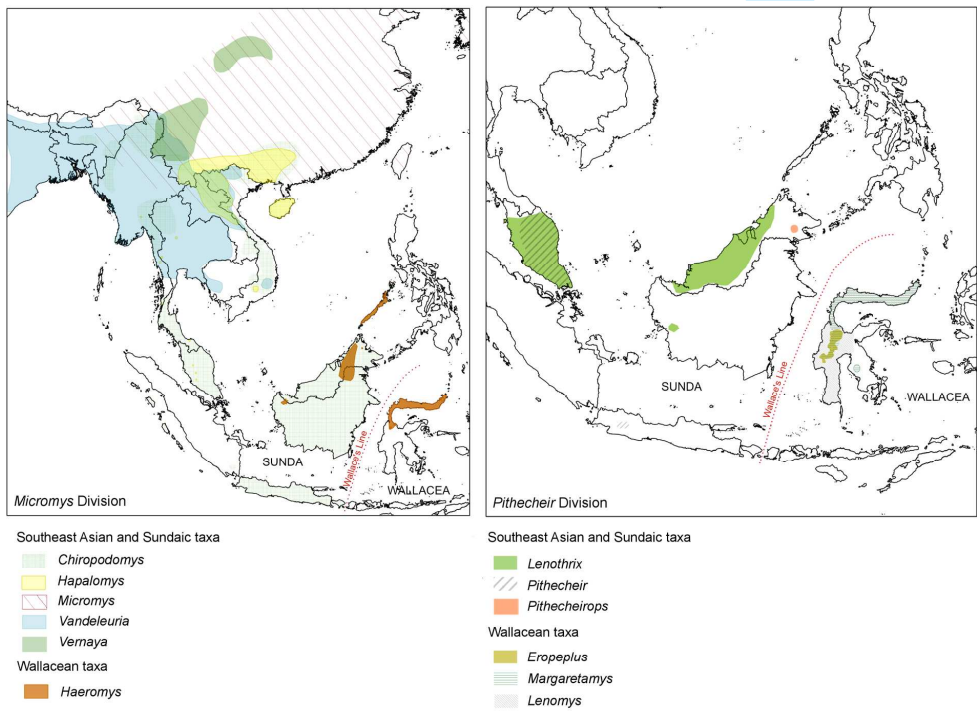 SUNDA
Wallace's Line
WALLACEA
Micromys Division
Southeast Asian and Sundaic taxa
Chiropodomys
Hapalomys
Micromys
Vandeleuria
Vernaya
Wallacean taxa
Haeromys
SUNDA
Wallace's Line
WALLACEA
Pithecheir Division
Southeast Asian and Sundaic taxa
Lenothrix
Pithecheir
Pithecheirops
Wallacean taxa
Eropeplus
Margaretamys
Lenomys